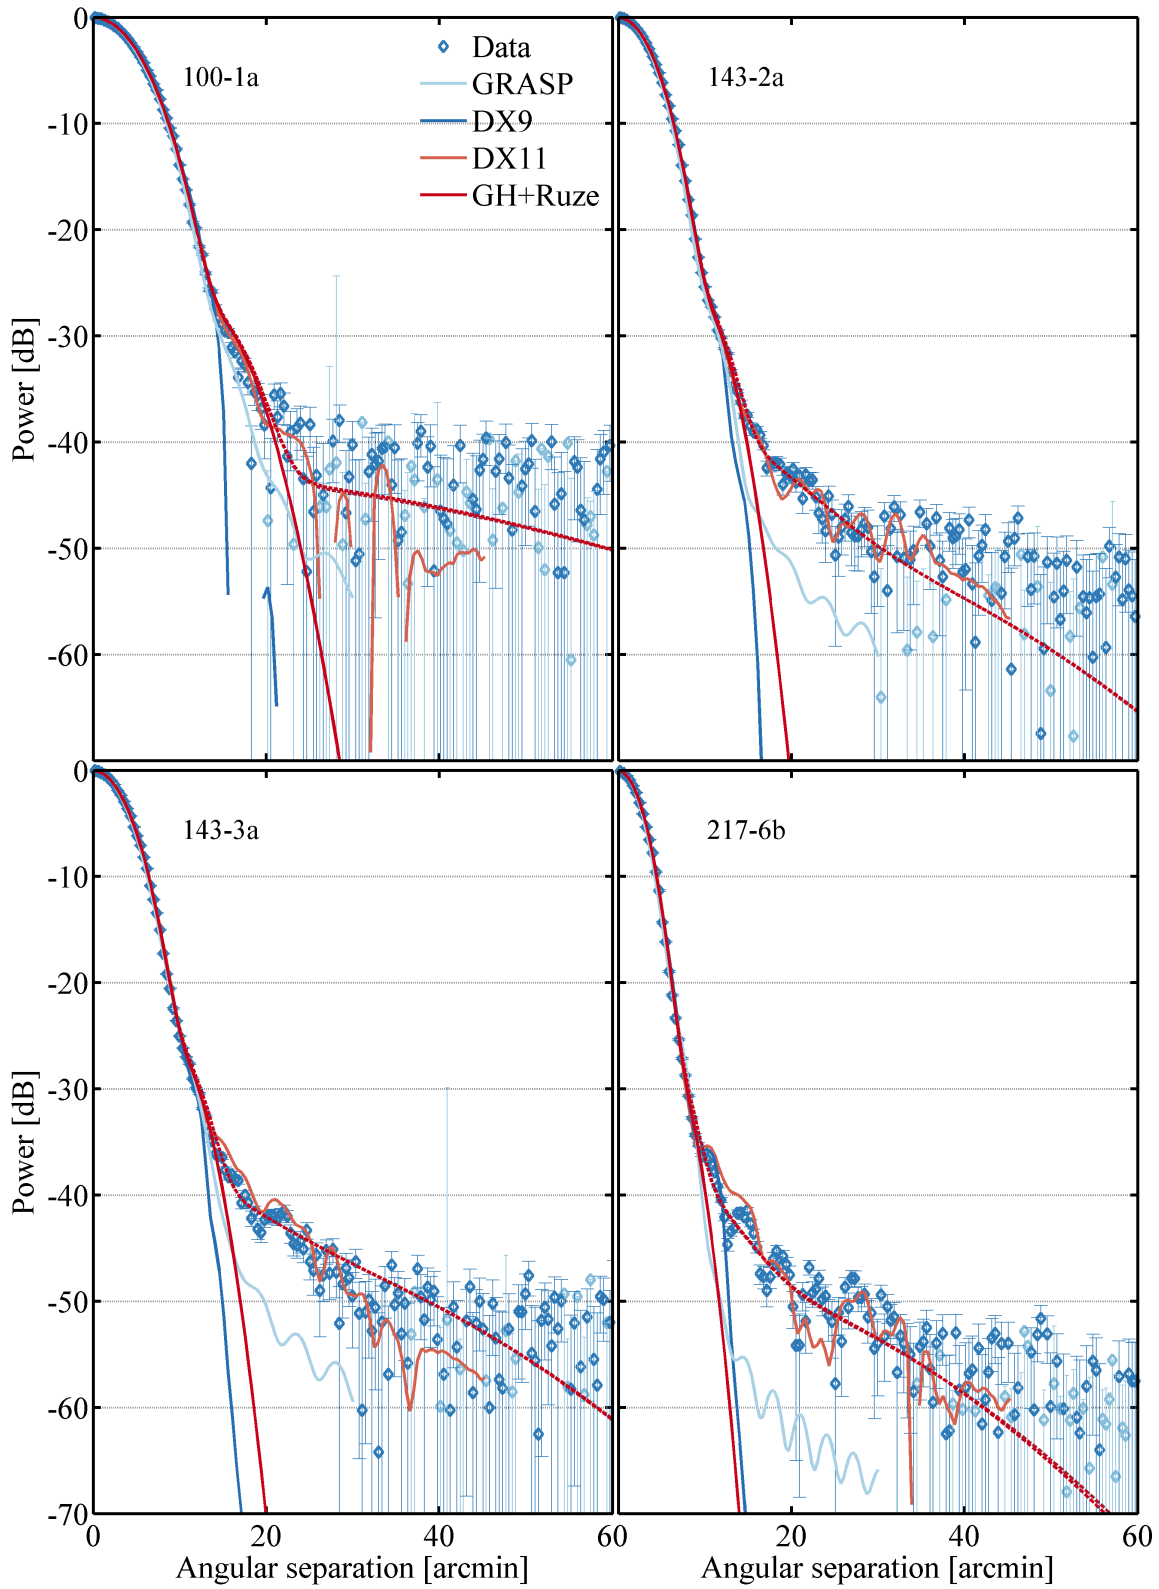 0
-10
-20
-30
-40
-50
-60
Power [dB]
100-1a
Data
GRASP
DX9
DX11
GH+Ruze
143-2a
0
-10
-20
-30
-40
-50
-60
-70
Power [dB]
143-3a
217-6b
0
20
40
60
20
40
60
Angular separation [arcmin]
Angular separation [arcmin]